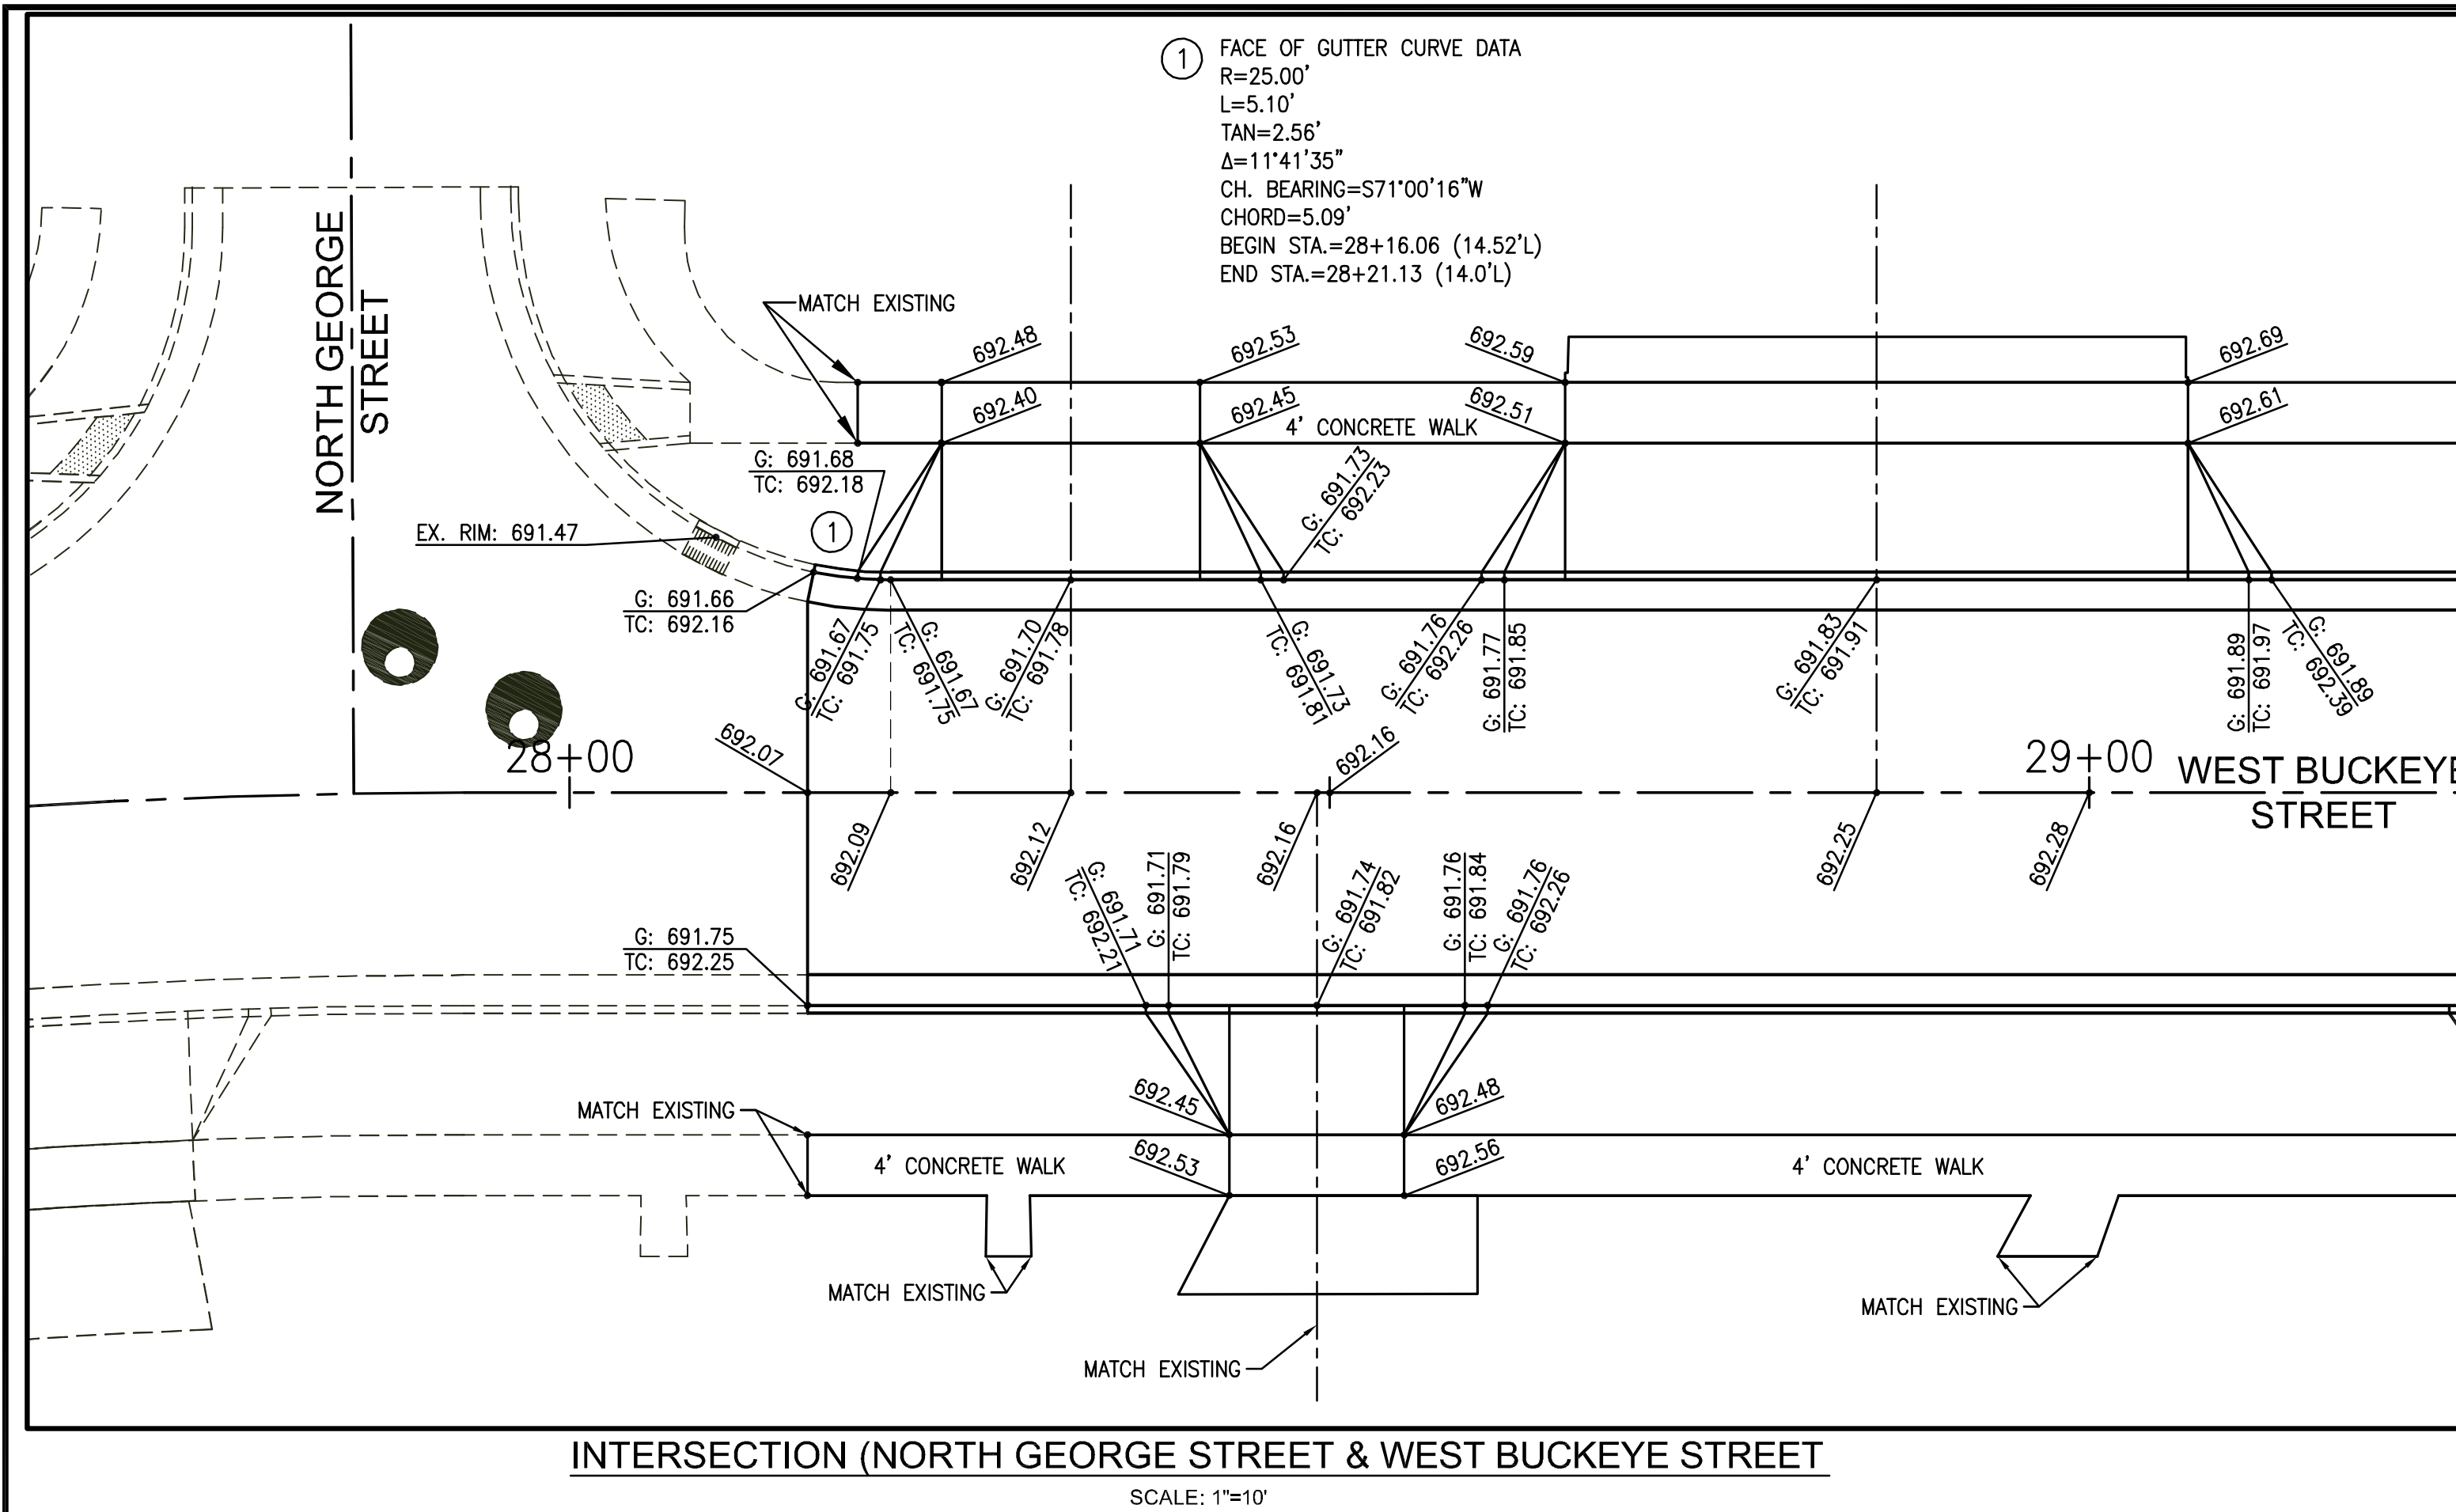 1
FACE OF GUTTER CURVE DATA
R=25.00'
L=5.10'
TAN=2.56'
Δ=11°41'35"
CH. BEARING=S71°00'16"W
CHORD=5.09'
BEGIN STA.=28+16.06 (14.52'L)
END STA.=28+21.13 (14.0'L)
NORTH GEORGE
STREET
MATCH EXISTING
692.48
692.53
692.59
692.69
692.40
692.45
692.51
692.61
4' CONCRETE WALK
G: 691.68
TC: 692.18
G: 691.73
TC: 692.23
EX. RIM: 691.47
1
G: 691.66
TC: 692.16
G: 691.67
TC: 691.75
G: 691.67
TC: 691.75
G: 691.70
TC: 691.78
G: 691.73
TC: 691.81
G: 691.76
TC: 692.26
G: 691.77
TC: 691.85
G: 691.83
TC: 691.91
G: 691.89
TC: 691.97
G: 691.89
TC: 692.39
28+00
692.07
692.16
29+00
WEST BUCKEYE
STREET
692.09
692.12
692.16
692.25
692.28
G: 691.71
TC: 692.21
G: 691.71
TC: 691.79
G: 691.74
TC: 691.82
G: 691.76
TC: 691.84
G: 691.76
TC: 692.26
G: 691.75
TC: 692.25
MATCH EXISTING
692.45
692.48
4' CONCRETE WALK
692.53
692.56
4' CONCRETE WALK
MATCH EXISTING
MATCH EXISTING
MATCH EXISTING
INTERSECTION (NORTH GEORGE STREET & WEST BUCKEYE STREET
SCALE: 1"=10'